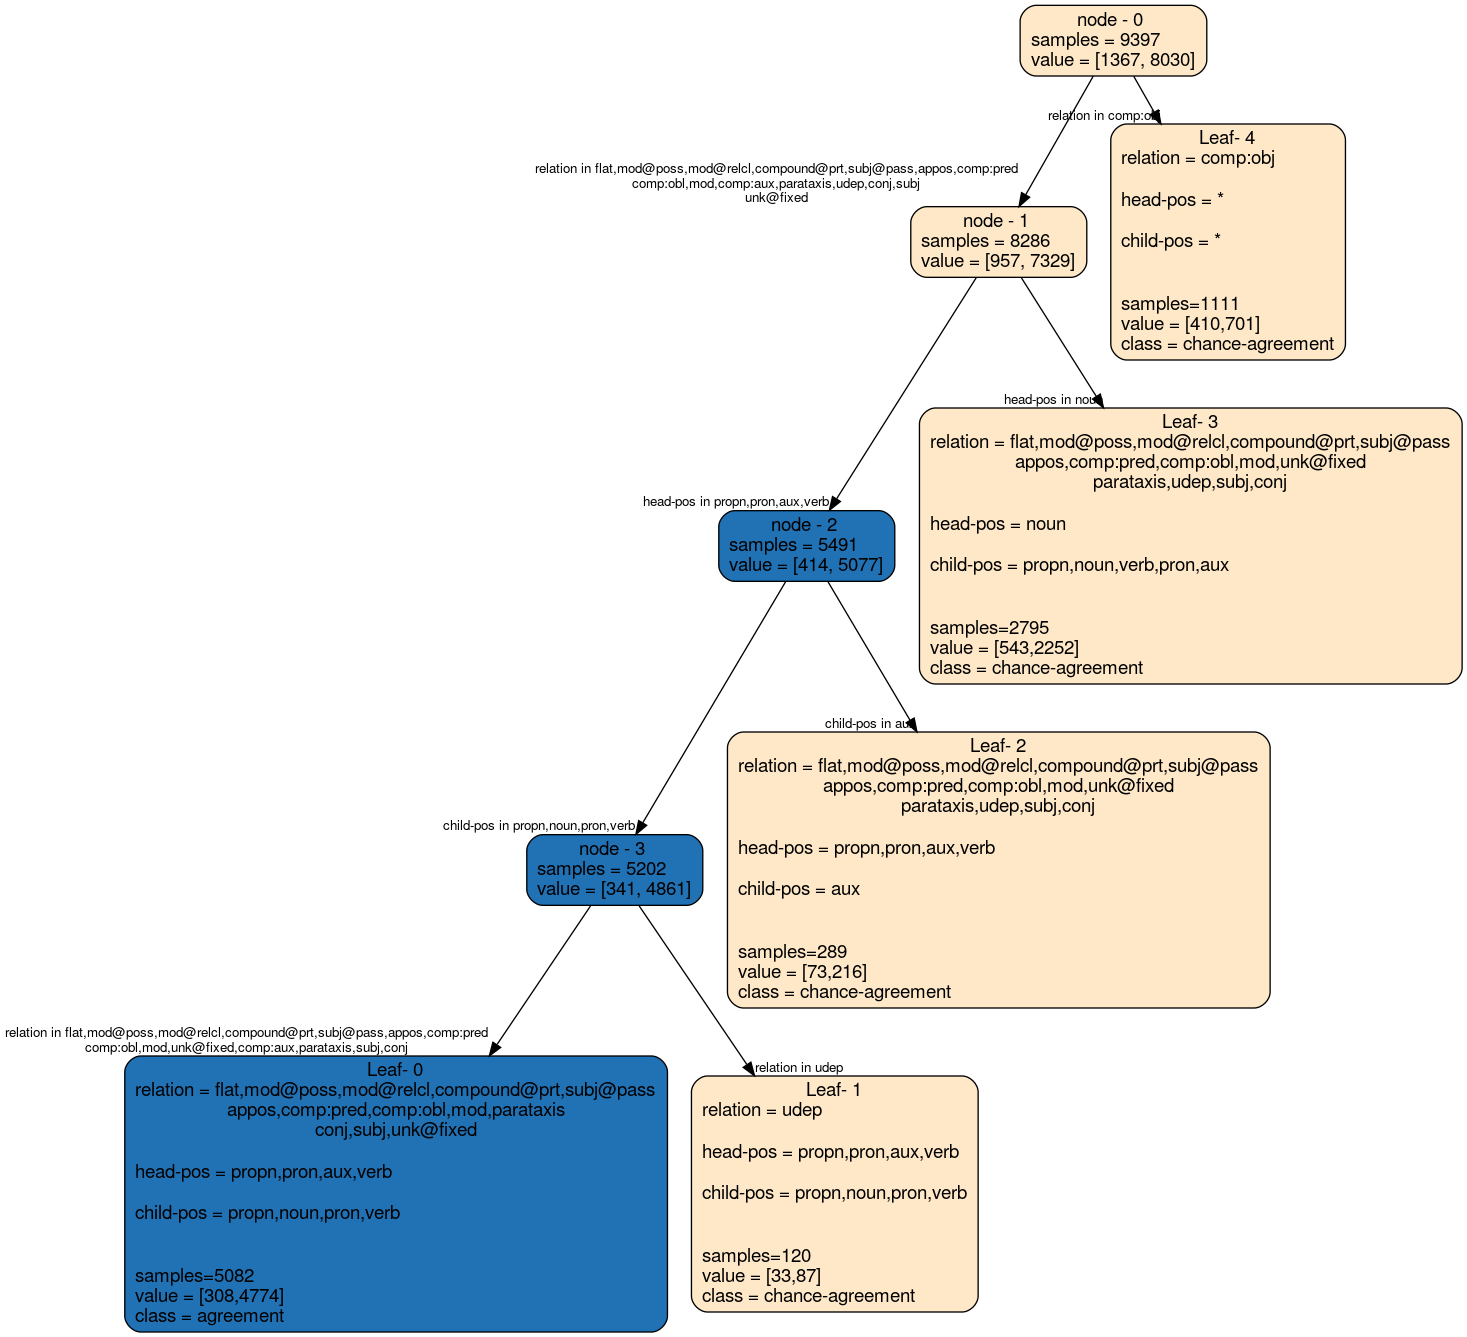 node - 0
samples = 9397
value = [1367, 8030]
relation in comp:obj
Leaf- 4
relation = comp:obj
head-pos = *
child-pos = *
samples=1111
value = [410,701]
class = chance-agreement
relation in flat,mod@poss,mod@relcl,compound@prt,subj@pass,appos,comp:pred
comp:obl,mod,comp:aux,parataxis,udep,conj,subj
unk@fixed
node - 1
samples = 8286
value = [957, 7329]
head-pos in noun
Leaf- 3
relation = flat,mod@poss,mod@relcl,compound@prt,subj@pass
appos,comp:pred,comp:obl,mod,unk@fixed
parataxis,udep,subj,conj
head-pos = noun
child-pos = propn,noun,verb,pron,aux
samples=2795
value = [543,2252]
class = chance-agreement
head-pos in propn,pron,aux,verb
node - 2
samples = 5491
value = [414, 5077]
child-pos in aux
Leaf- 2
relation = flat,mod@poss,mod@relcl,compound@prt,subj@pass
appos,comp:pred,comp:obl,mod,unk@fixed
parataxis,udep,subj,conj
head-pos = propn,pron,aux,verb
child-pos = aux
samples=289
value = [73,216]
class = chance-agreement
child-pos in propn,noun,pron,verb
node - 3
samples = 5202
value = [341, 4861]
relation in flat,mod@poss,mod@relcl,compound@prt,subj@pass,appos,comp:pred
comp:obl,mod,unk@fixed,comp:aux,parataxis,subj,conj
Leaf- 0
relation = flat,mod@poss,mod@relcl,compound@prt,subj@pass
appos,comp:pred,comp:obl,mod,parataxis
conj,subj,unk@fixed
head-pos = propn,pron,aux,verb
child-pos = propn,noun,pron,verb
samples=5082
value = [308,4774]
class = agreement
relation in udep
Leaf- 1
relation = udep
head-pos = propn,pron,aux,verb
child-pos = propn,noun,pron,verb
samples=120
value = [33,87]
class = chance-agreement